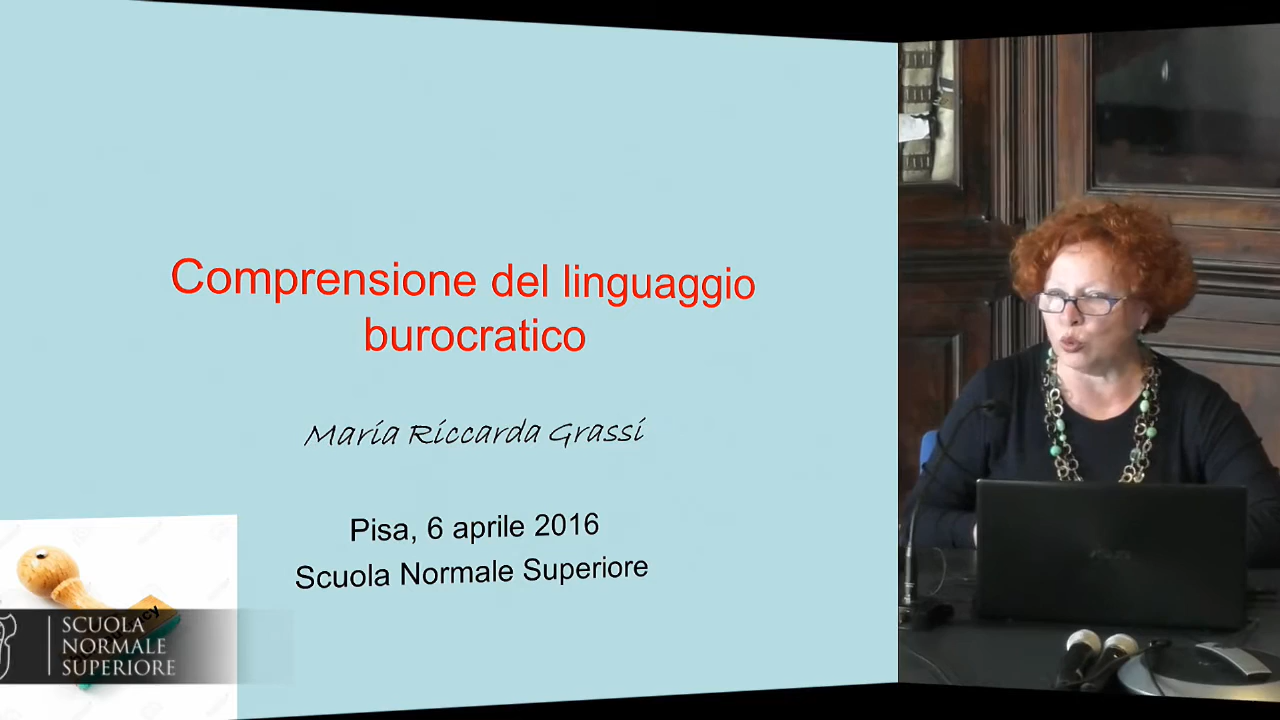 Comprensione del linguaggio
burocratico
Maria Riccarda Grassi
Pisa, 6 aprile 2016
Scuola Normale Superiore
SCUOLA
NORMALE
SUPERIORE